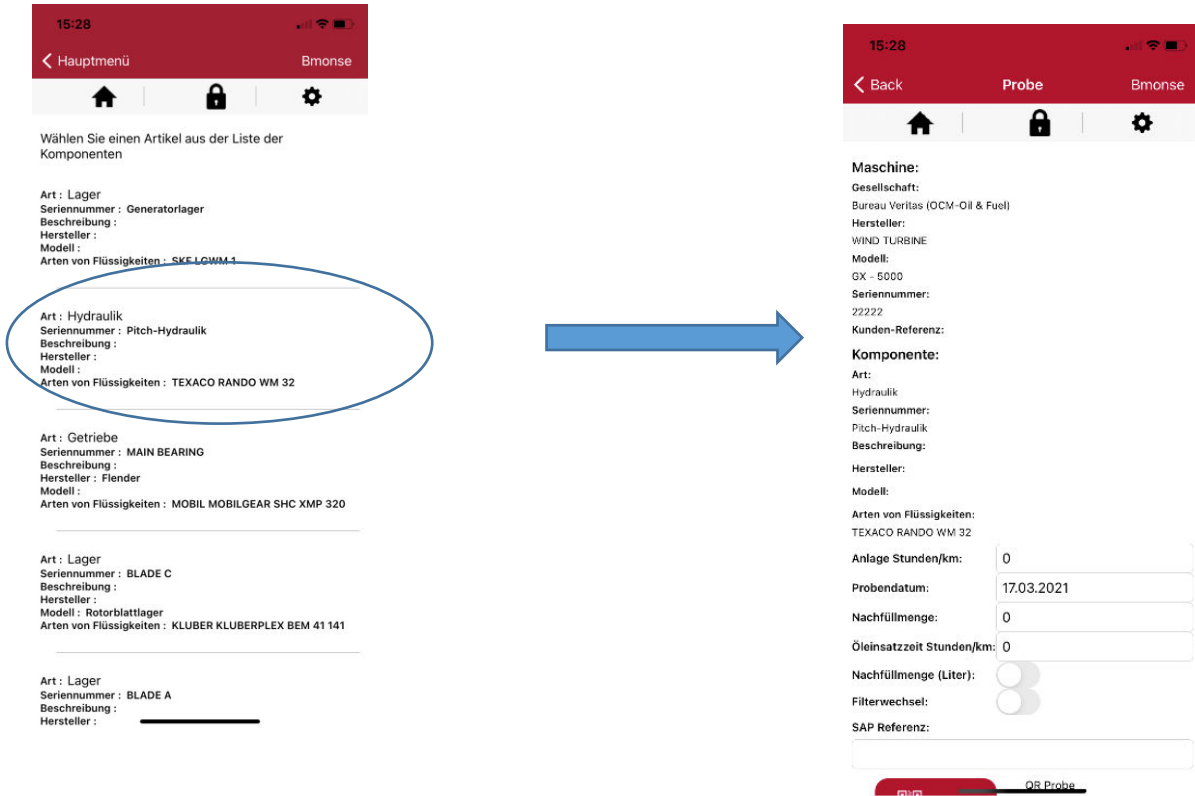 15:28
Hauptmenü
Bmonse
Wählen Sie einen Artikel aus der Liste der
Komponenten
Art : Lager
Seriennummer : Generatorlager
Beschreibung :
Hersteller :
Modell :
Arten von Flüssigkeiten : SKF LGWM 1
Art : Hydraulik
Seriennummer : Pitch-Hydraulik
Beschreibung :
Hersteller :
Modell :
Arten von Flüssigkeiten : TEXACO RANDO WM 32
Art : Getriebe
Seriennummer : MAIN BEARING
Beschreibung :
Hersteller : Flender
Modell :
Arten von Flüssigkeiten : MOBIL MOBILGEAR SHC XMP 320
Art : Lager
Seriennummer : BLADE C
Beschreibung :
Hersteller :
Modell : Rotorblattlager
Arten von Flüssigkeiten : KLUBER KLUBERPLEX BEM 41 141
Art : Lager
Seriennummer : BLADE A
Beschreibung :
Hersteller :
15:28
Back
Probe
Bmonse
Maschine:
Gesellschaft:
Bureau Veritas (OCM-Oil & Fuel)
Hersteller:
WIND TURBINE
Modell:
GX - 5000
Seriennummer:
22222
Kunden-Referenz:
Komponente:
Art:
Hydraulik
Seriennummer:
Pitch-Hydraulik
Beschreibung:
Hersteller:
Modell:
Arten von Flüssigkeiten:
TEXACO RANDO WM 32
Anlage Stunden/km: 0
Probendatum: 17.03.2021
Nachfüllmenge: 0
Öleinsatzzeit Stunden/km: 0
Nachfüllmenge (Liter):
Filterwechsel:
SAP Referenz:
QR Probe